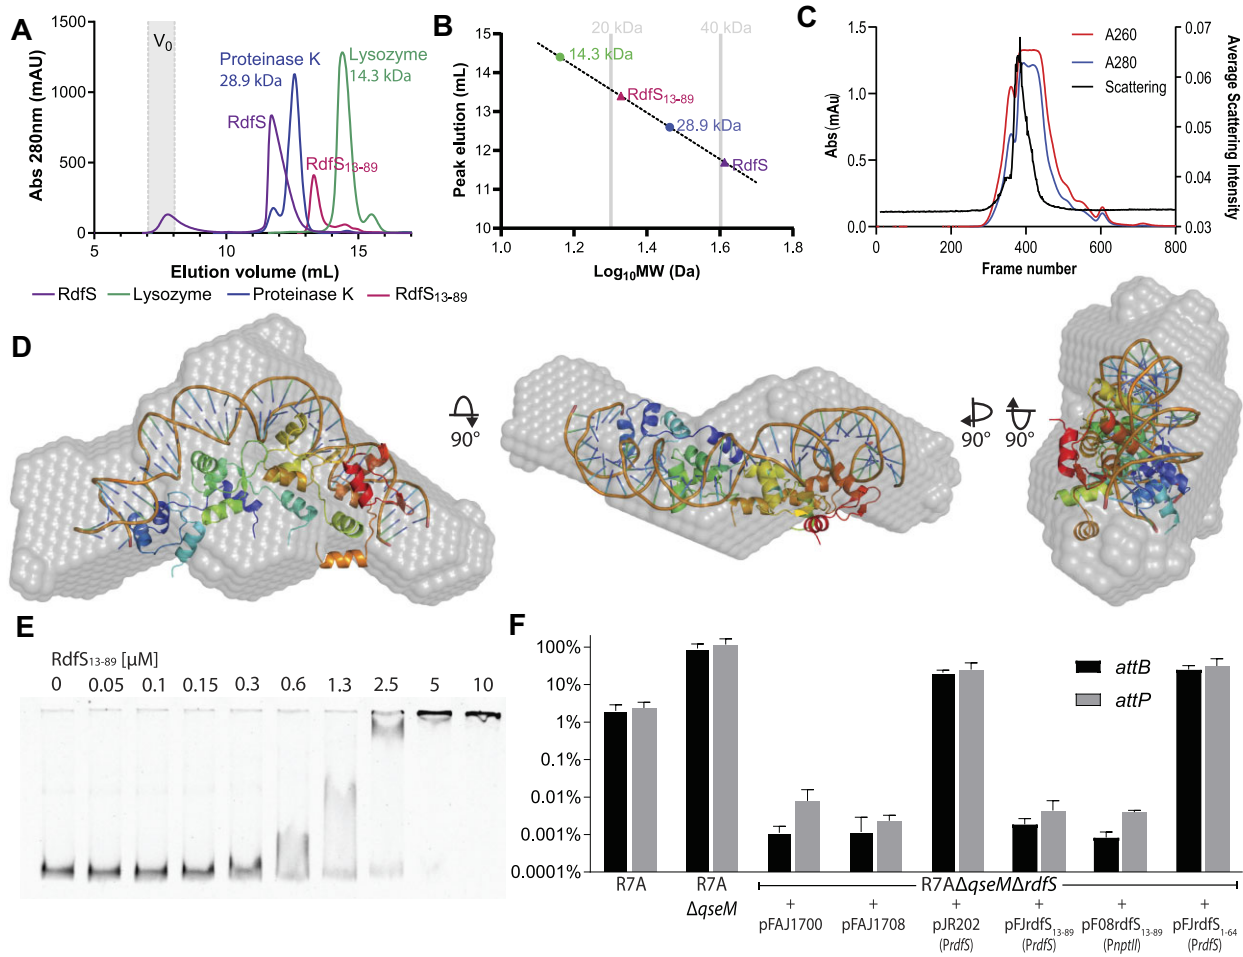 A
Abs 280nm (mAU)
1500
1000
500
0
V0
Proteinase K
28.9 kDa
Lysozyme
14.3 kDa
RdfS
RdfS13-89
5
10
15
Elution volume (mL)
RdfS
Lysozyme
Proteinase K
RdfS13-89
B
Peak elution (mL)
15
14
13
12
11
10
20 kDa
40 kDa
14.3 kDa
RdfS13-89
28.9 kDa
RdfS
1.0
1.2
1.4
1.6
1.8
Log10MW (Da)
C
Abs (mAu)
1.5
1.0
0.5
0.0
A260
A280
Scattering
0.07
0.06
0.05
0.04
0.03
Average Scattering Intensity
0
200
400
600
800
Frame number
D
90°
90°
90°
E
RdfS13-89 [µM]
0
0.05
0.1
0.15
0.3
0.6
1.3
2.5
5
10
F
100%
10%
1%
0.1%
0.01%
0.001%
0.0001%
attB
attP
R7A
R7A
ΔqseM
R7AΔqseMΔrdfS
+
pFAJ1700
+
pFAJ1708
+
pJR202
(PrdfS)
+
pFJrdfS13-89
(PrdfS)
+
pF08rdfS13-89
(PnptII)
+
pFJrdfS1-64
(PrdfS)